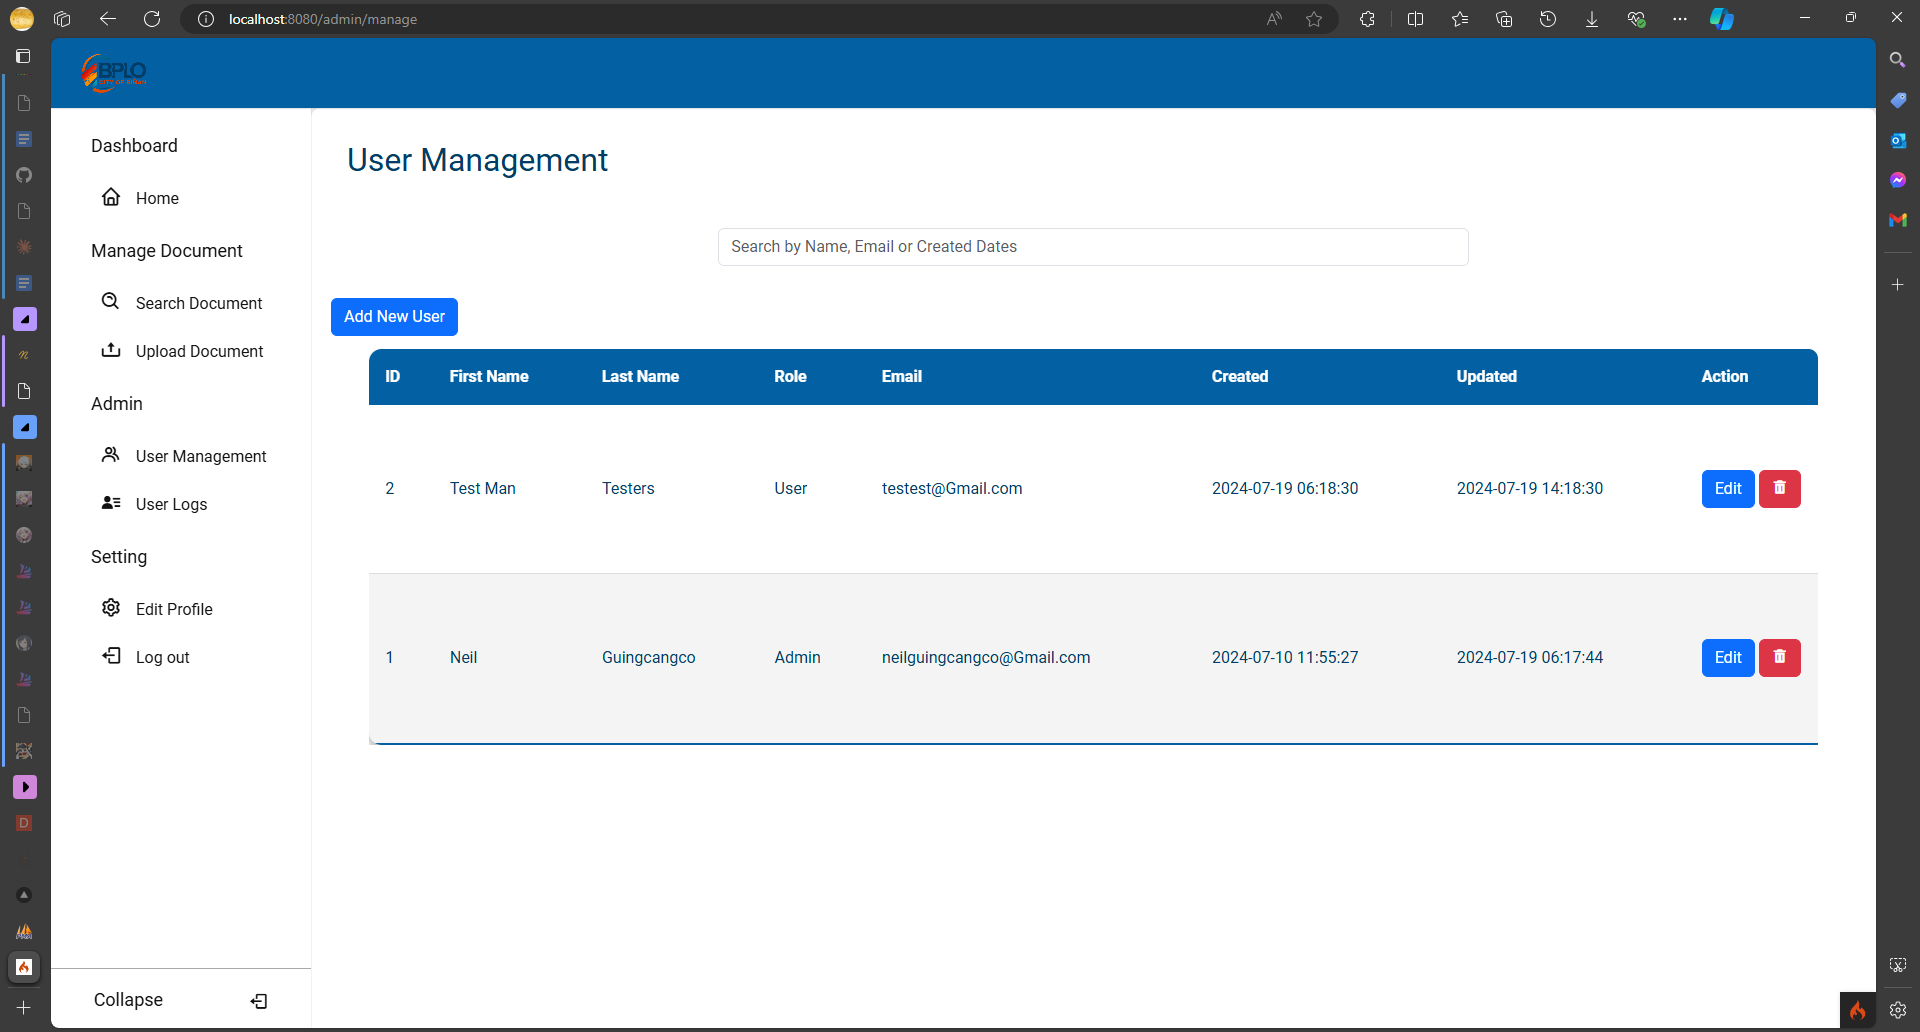 localhost:8080/admin/manage
BPLO
Dashboard
Home
Manage Document
Search Document
Upload Document
Admin
User Management
User Logs
Setting
Edit Profile
Log out
Collapse
User Management
Search by Name, Email or Created Dates
Add New User
ID First Name Last Name Role Email Created Updated Action
2 Test Man Testers User testest@Gmail.com 2024-07-19 06:18:30 2024-07-19 14:18:30 Edit
1 Neil Guingcangco Admin neilguingcangco@Gmail.com 2024-07-10 11:55:27 2024-07-19 06:17:44 Edit